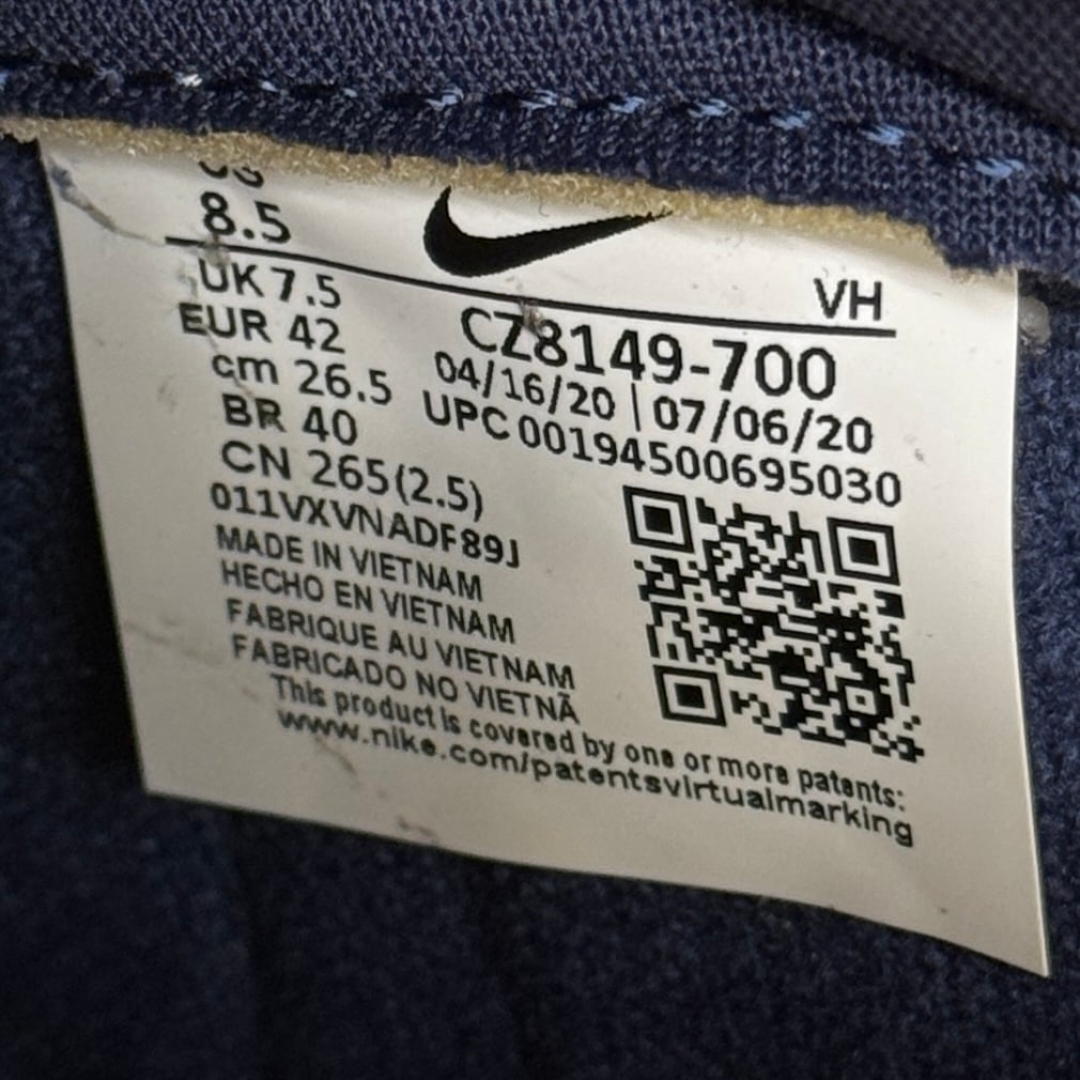 US
8.5
VH
UK 7.5
EUR 42
cm 26.5
BR 40
CN 265(2.5)
CZ8149-700
04/16/20 | 07/06/20
UPC 00194500695030
011VXVNADF89J
MADE IN VIETNAM
HECHO EN VIETNAM
FABRIQUE AU VIETNAM
FABRICADO NO VIETNÃ
This product is covered by one or more patents:
www.nike.com/patentsvirtualmarking